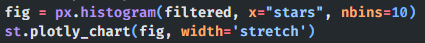 fig = px.histogram(filtered, x="stars", nbins=10)
st.plotly_chart(fig, width='stretch')